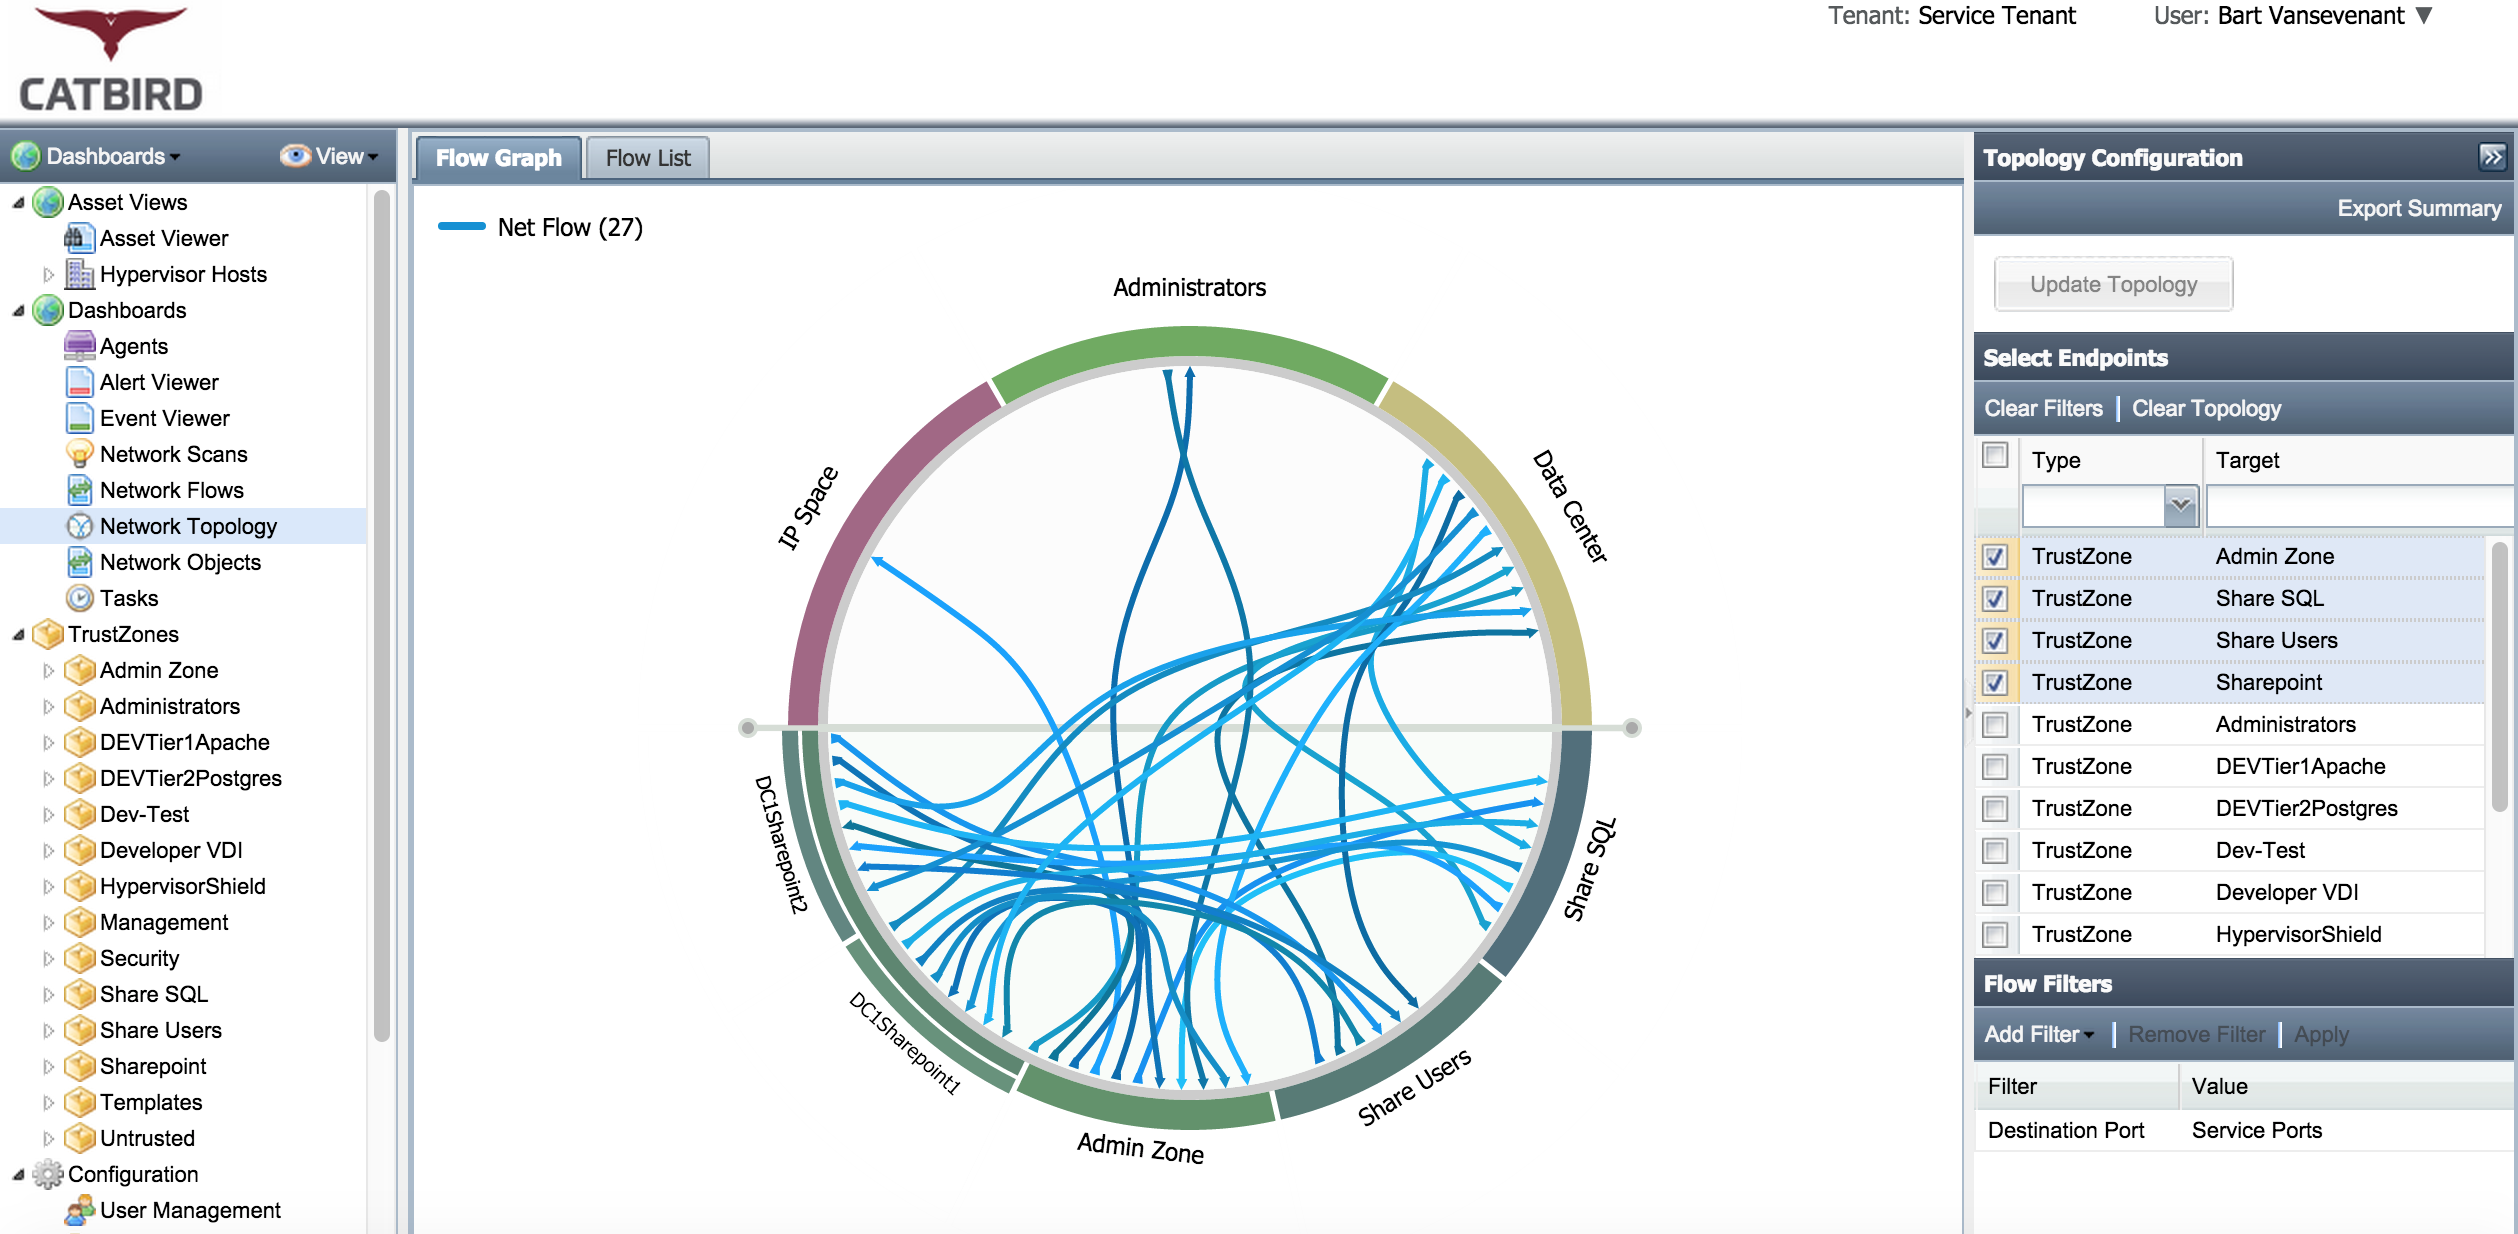 CATBIRD
Tenant: Service Tenant
User: Bart Vansevenant
Dashboards
View
Asset Views
Asset Viewer
Hypervisor Hosts
Dashboards
Agents
Alert Viewer
Event Viewer
Network Scans
Network Flows
Network Topology
Network Objects
Tasks
TrustZones
Admin Zone
Administrators
DEVTier1Apache
DEVTier2Postgres
Dev-Test
Developer VDI
HypervisorShield
Management
Security
Share SQL
Share Users
Sharepoint
Templates
Untrusted
Configuration
User Management
Flow Graph
Flow List
Net Flow (27)
Administrators
IP Space
Data Center
DC1Sharepoint2
Share SQL
DC1Sharepoint1
Share Users
Admin Zone
Topology Configuration
Export Summary
Update Topology
Select Endpoints
Clear Filters | Clear Topology
Type Target
TrustZone Admin Zone
TrustZone Share SQL
TrustZone Share Users
TrustZone Sharepoint
TrustZone Administrators
TrustZone DEVTier1Apache
TrustZone DEVTier2Postgres
TrustZone Dev-Test
TrustZone Developer VDI
TrustZone HypervisorShield
Flow Filters
Add Filter | Remove Filter | Apply
Filter Value
Destination Port Service Ports